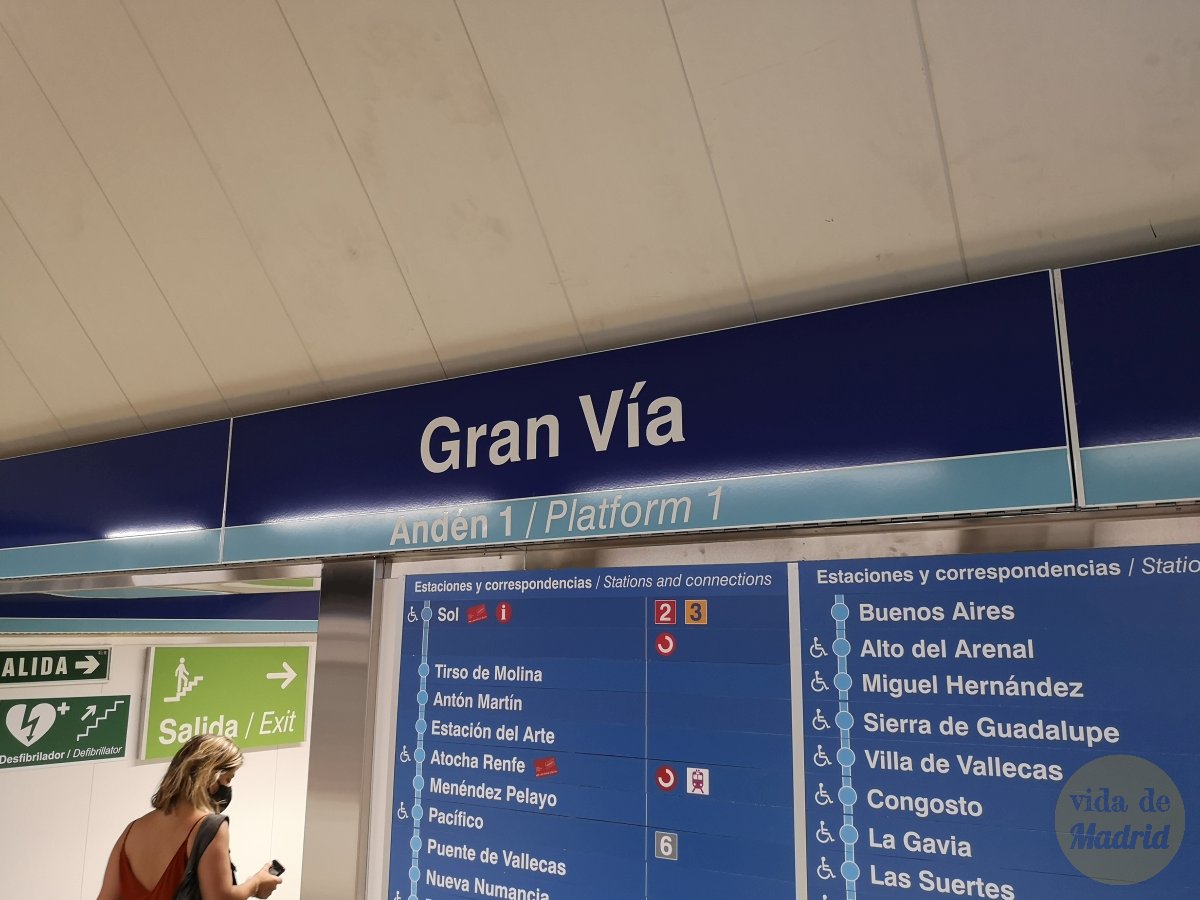 Gran Vía
Andén 1 / Platform 1
Estaciones y correspondencias / Stations and connections
Sol i 2 3
Tirso de Molina
Antón Martín
Estación del Arte
Atocha Renfe
Menéndez Pelayo
Pacífico 6
Puente de Vallecas
Nueva Numancia
Estaciones y correspondencias /
Buenos Aires
Alto del Arenal
Miguel Hernández
Sierra de Guadalupe
Villa de Vallecas
Congosto
La Gavia
Las Suertes
ALIDA
Desfibrilador / Defibrillator
Salida / Exit
vida de
Madrid